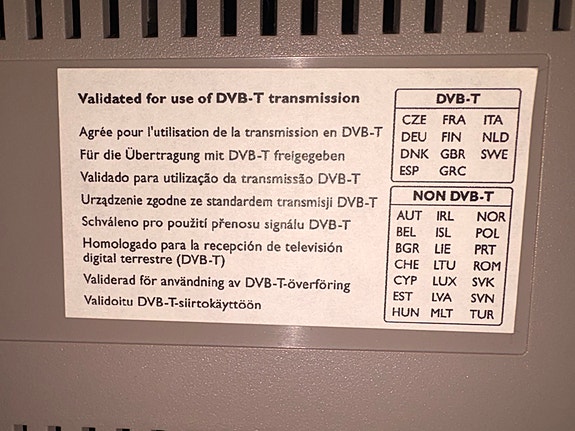 Validated for use of DVB-T transmission
Agrée pour l'utilisation de la transmission en DVB-T
Für die Übertragung mit DVB-T freigegeben
Validado para utilização da transmissão DVB-T
Urządzenie zgodne ze standardem transmisji DVB-T
Schváleno pro použití přenosu signálu DVB-T
Homologado para la recepción de televisión
digital terrestre (DVB-T)
Validerad för användning av DVB-T-överföring
Validoitu DVB-T-siirtokäyttöön
DVB-T
CZE FRA ITA
DEU FIN NLD
DNK GBR SWE
ESP GRC
NON DVB-T
AUT IRL NOR
BEL ISL POL
BGR LIE PRT
CHE LTU ROM
CYP LUX SVK
EST LVA SVN
HUN MLT TUR